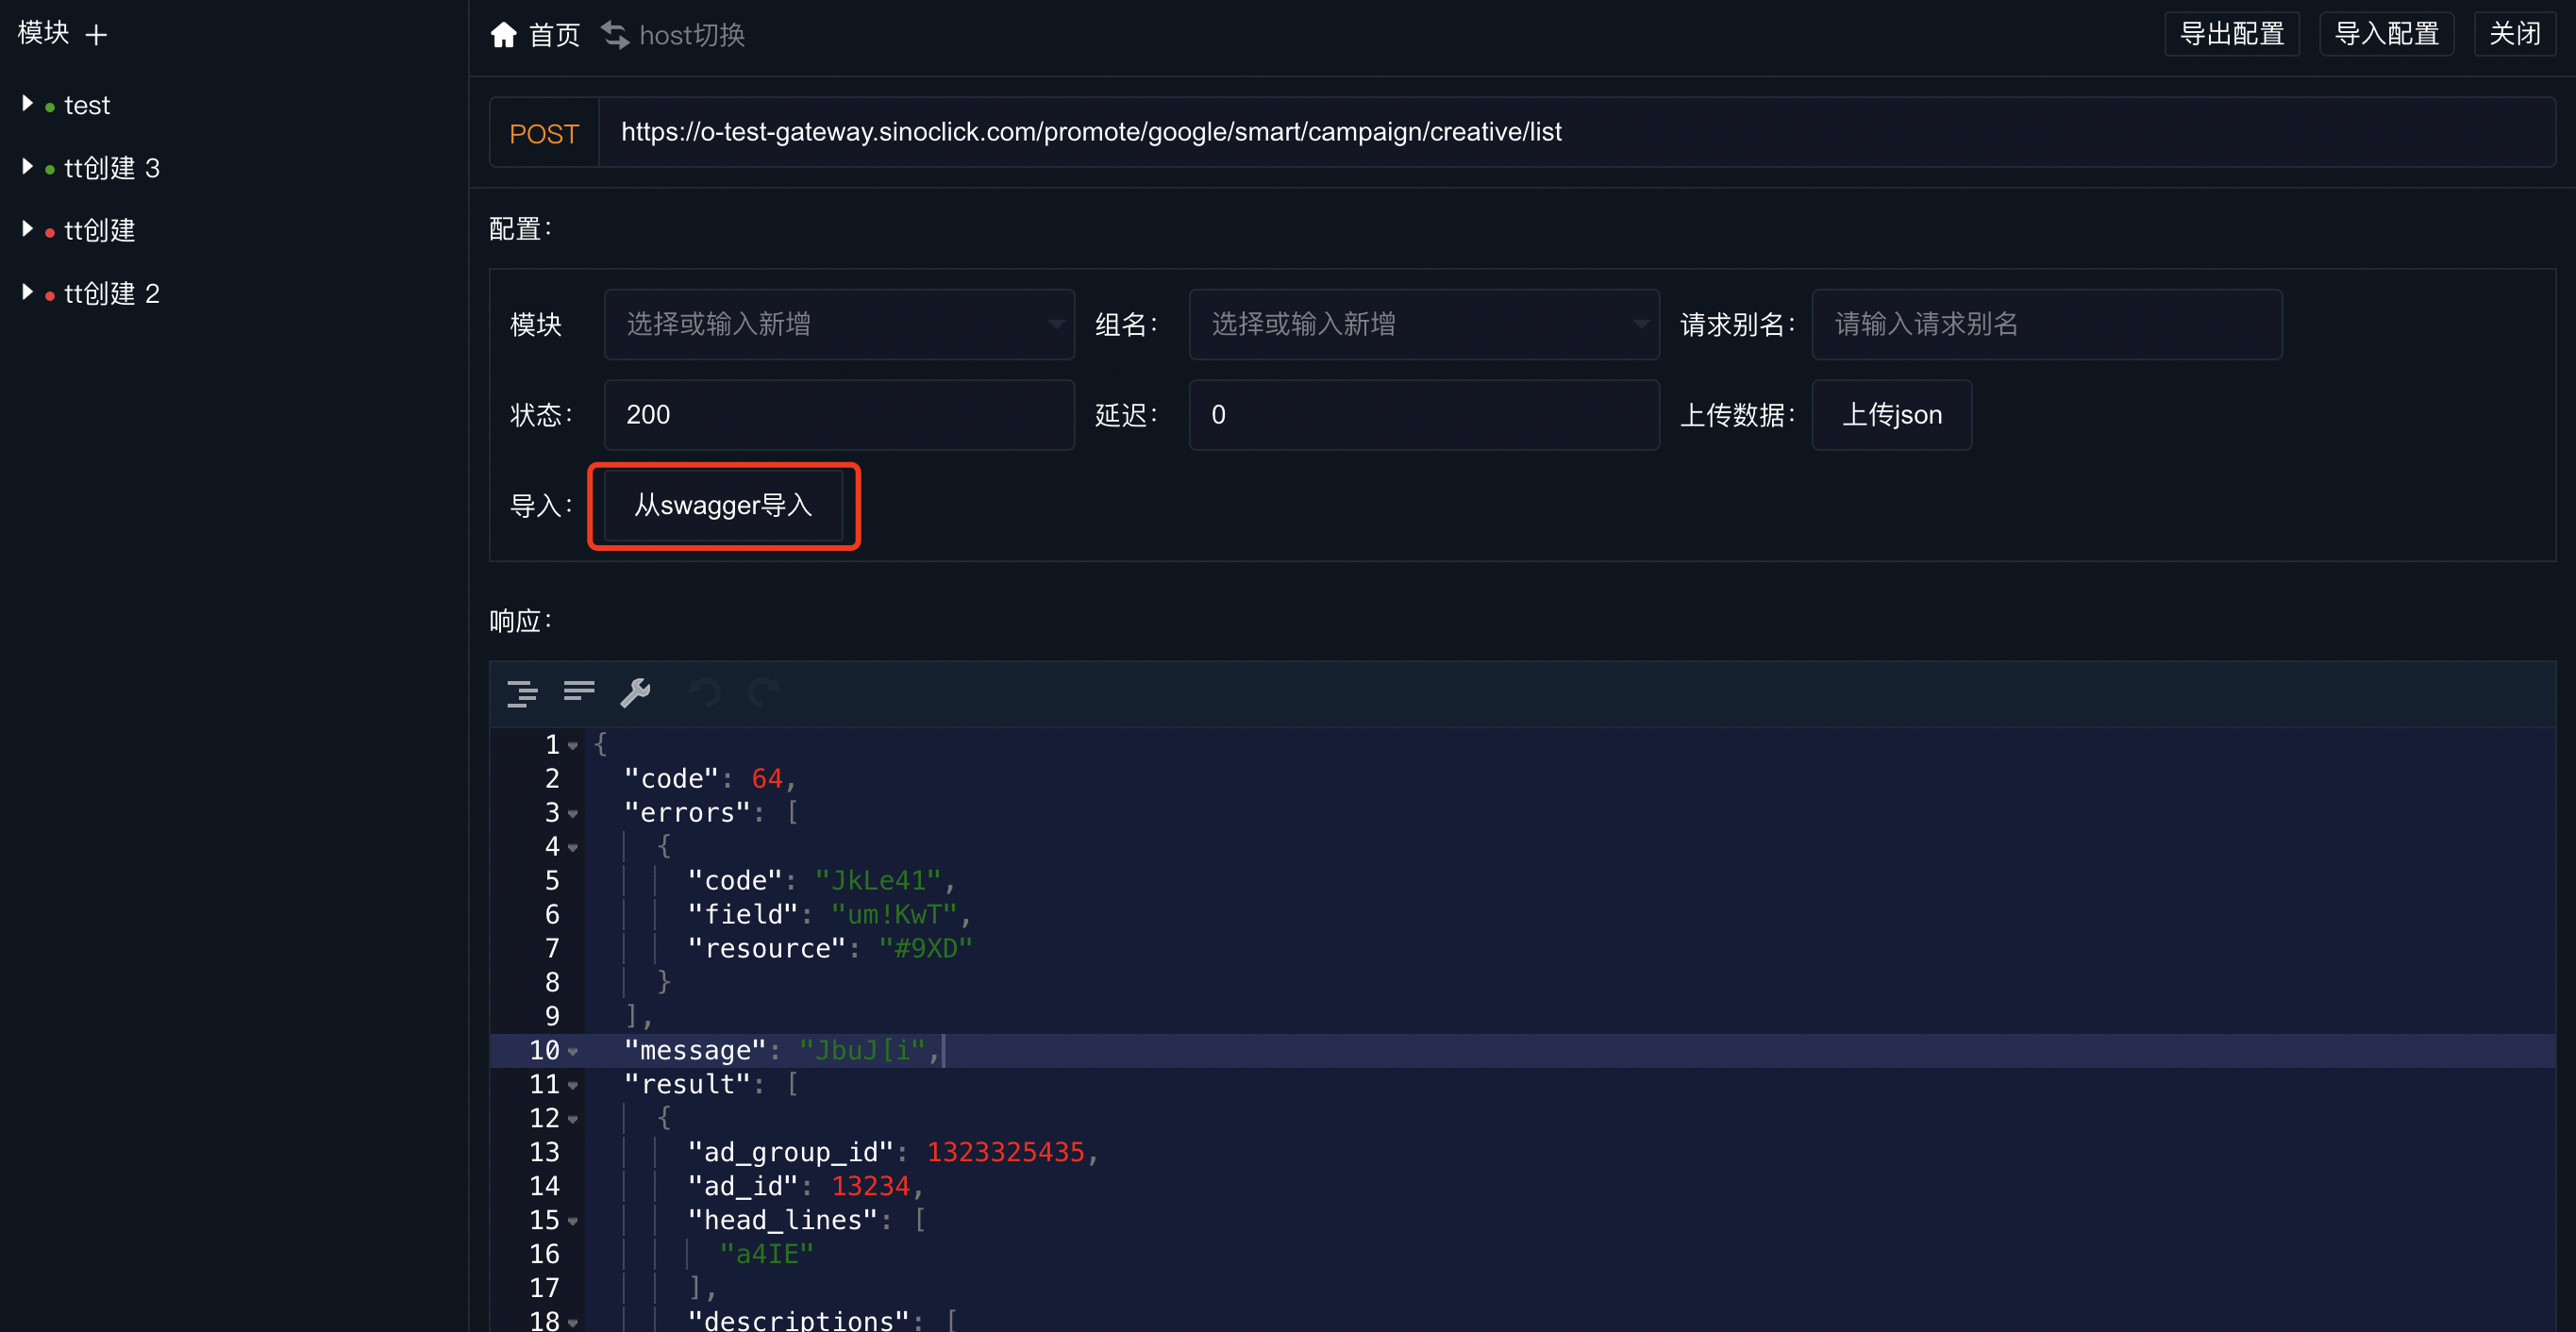 模块 +
test
tt创建 3
tt创建
tt创建 2
首页 host切换 导出配置 导入配置 关闭
POST https://o-test-gateway.sinoclick.com/promote/google/smart/campaign/creative/list
配置：
模块 选择或输入新增 组名： 选择或输入新增 请求别名： 请输入请求别名
状态： 200 延迟： 0 上传数据： 上传json
导入： 从swagger导入
响应：
1 {
2 "code": 64,
3 "errors": [
4 {
5 "code": "JkLe41",
6 "field": "um!KwT",
7 "resource": "#9XD"
8 }
9 ],
10 "message": "JbuJ[i",
11 "result": [
12 {
13 "ad_group_id": 1323325435,
14 "ad_id": 13234,
15 "head_lines": [
16 "a4IE"
17 ],
18 "descriptions": [